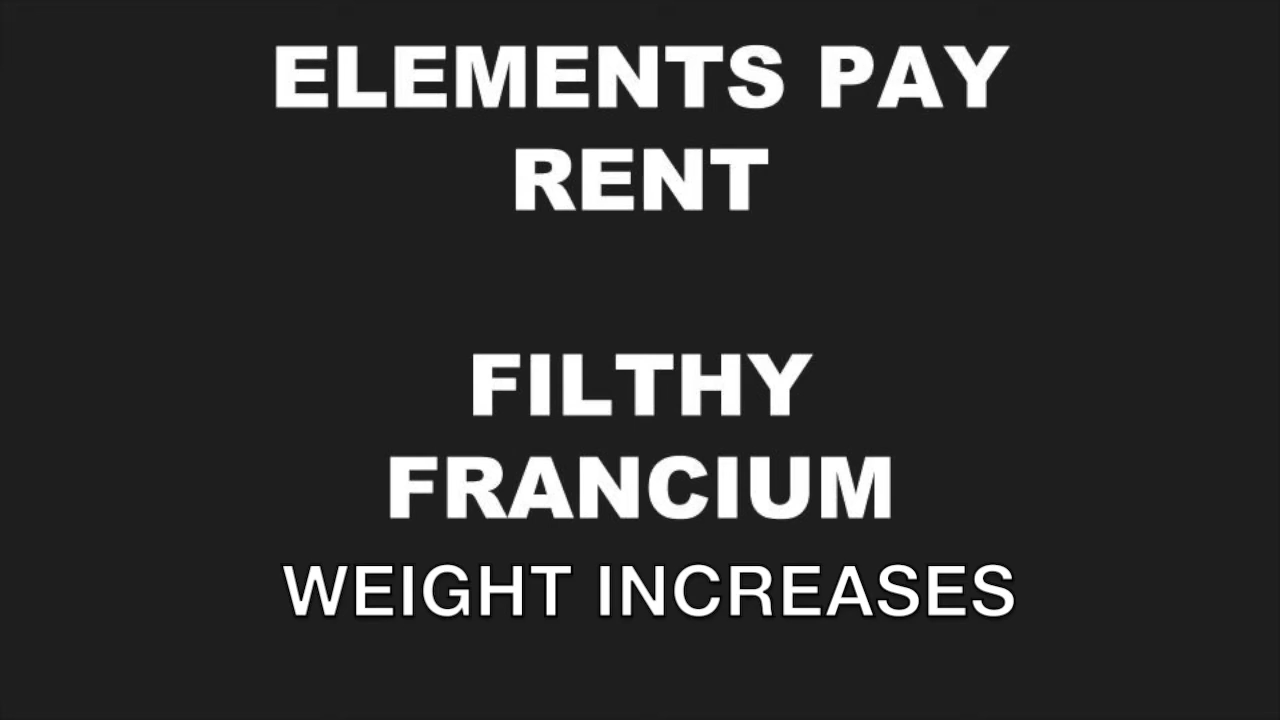 ELEMENTS PAY
RENT
FILTHY
FRANCIUM
WEIGHT INCREASES